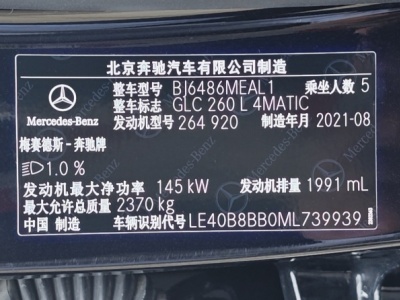 北京奔驰汽车有限公司制造
整车型号 BJ6486MEAL1 乘坐人数 5
整车标志 GLC 260 L 4MATIC
Mercedes-Benz 发动机型号 264 920 制造年月 2021-08
梅赛德斯-奔驰牌
1.0 %
发动机最大净功率 145 kW 发动机排量 1991 mL
最大允许总质量 2370 kg
中国 制造 车辆识别代号 LE40B8BB0ML739939